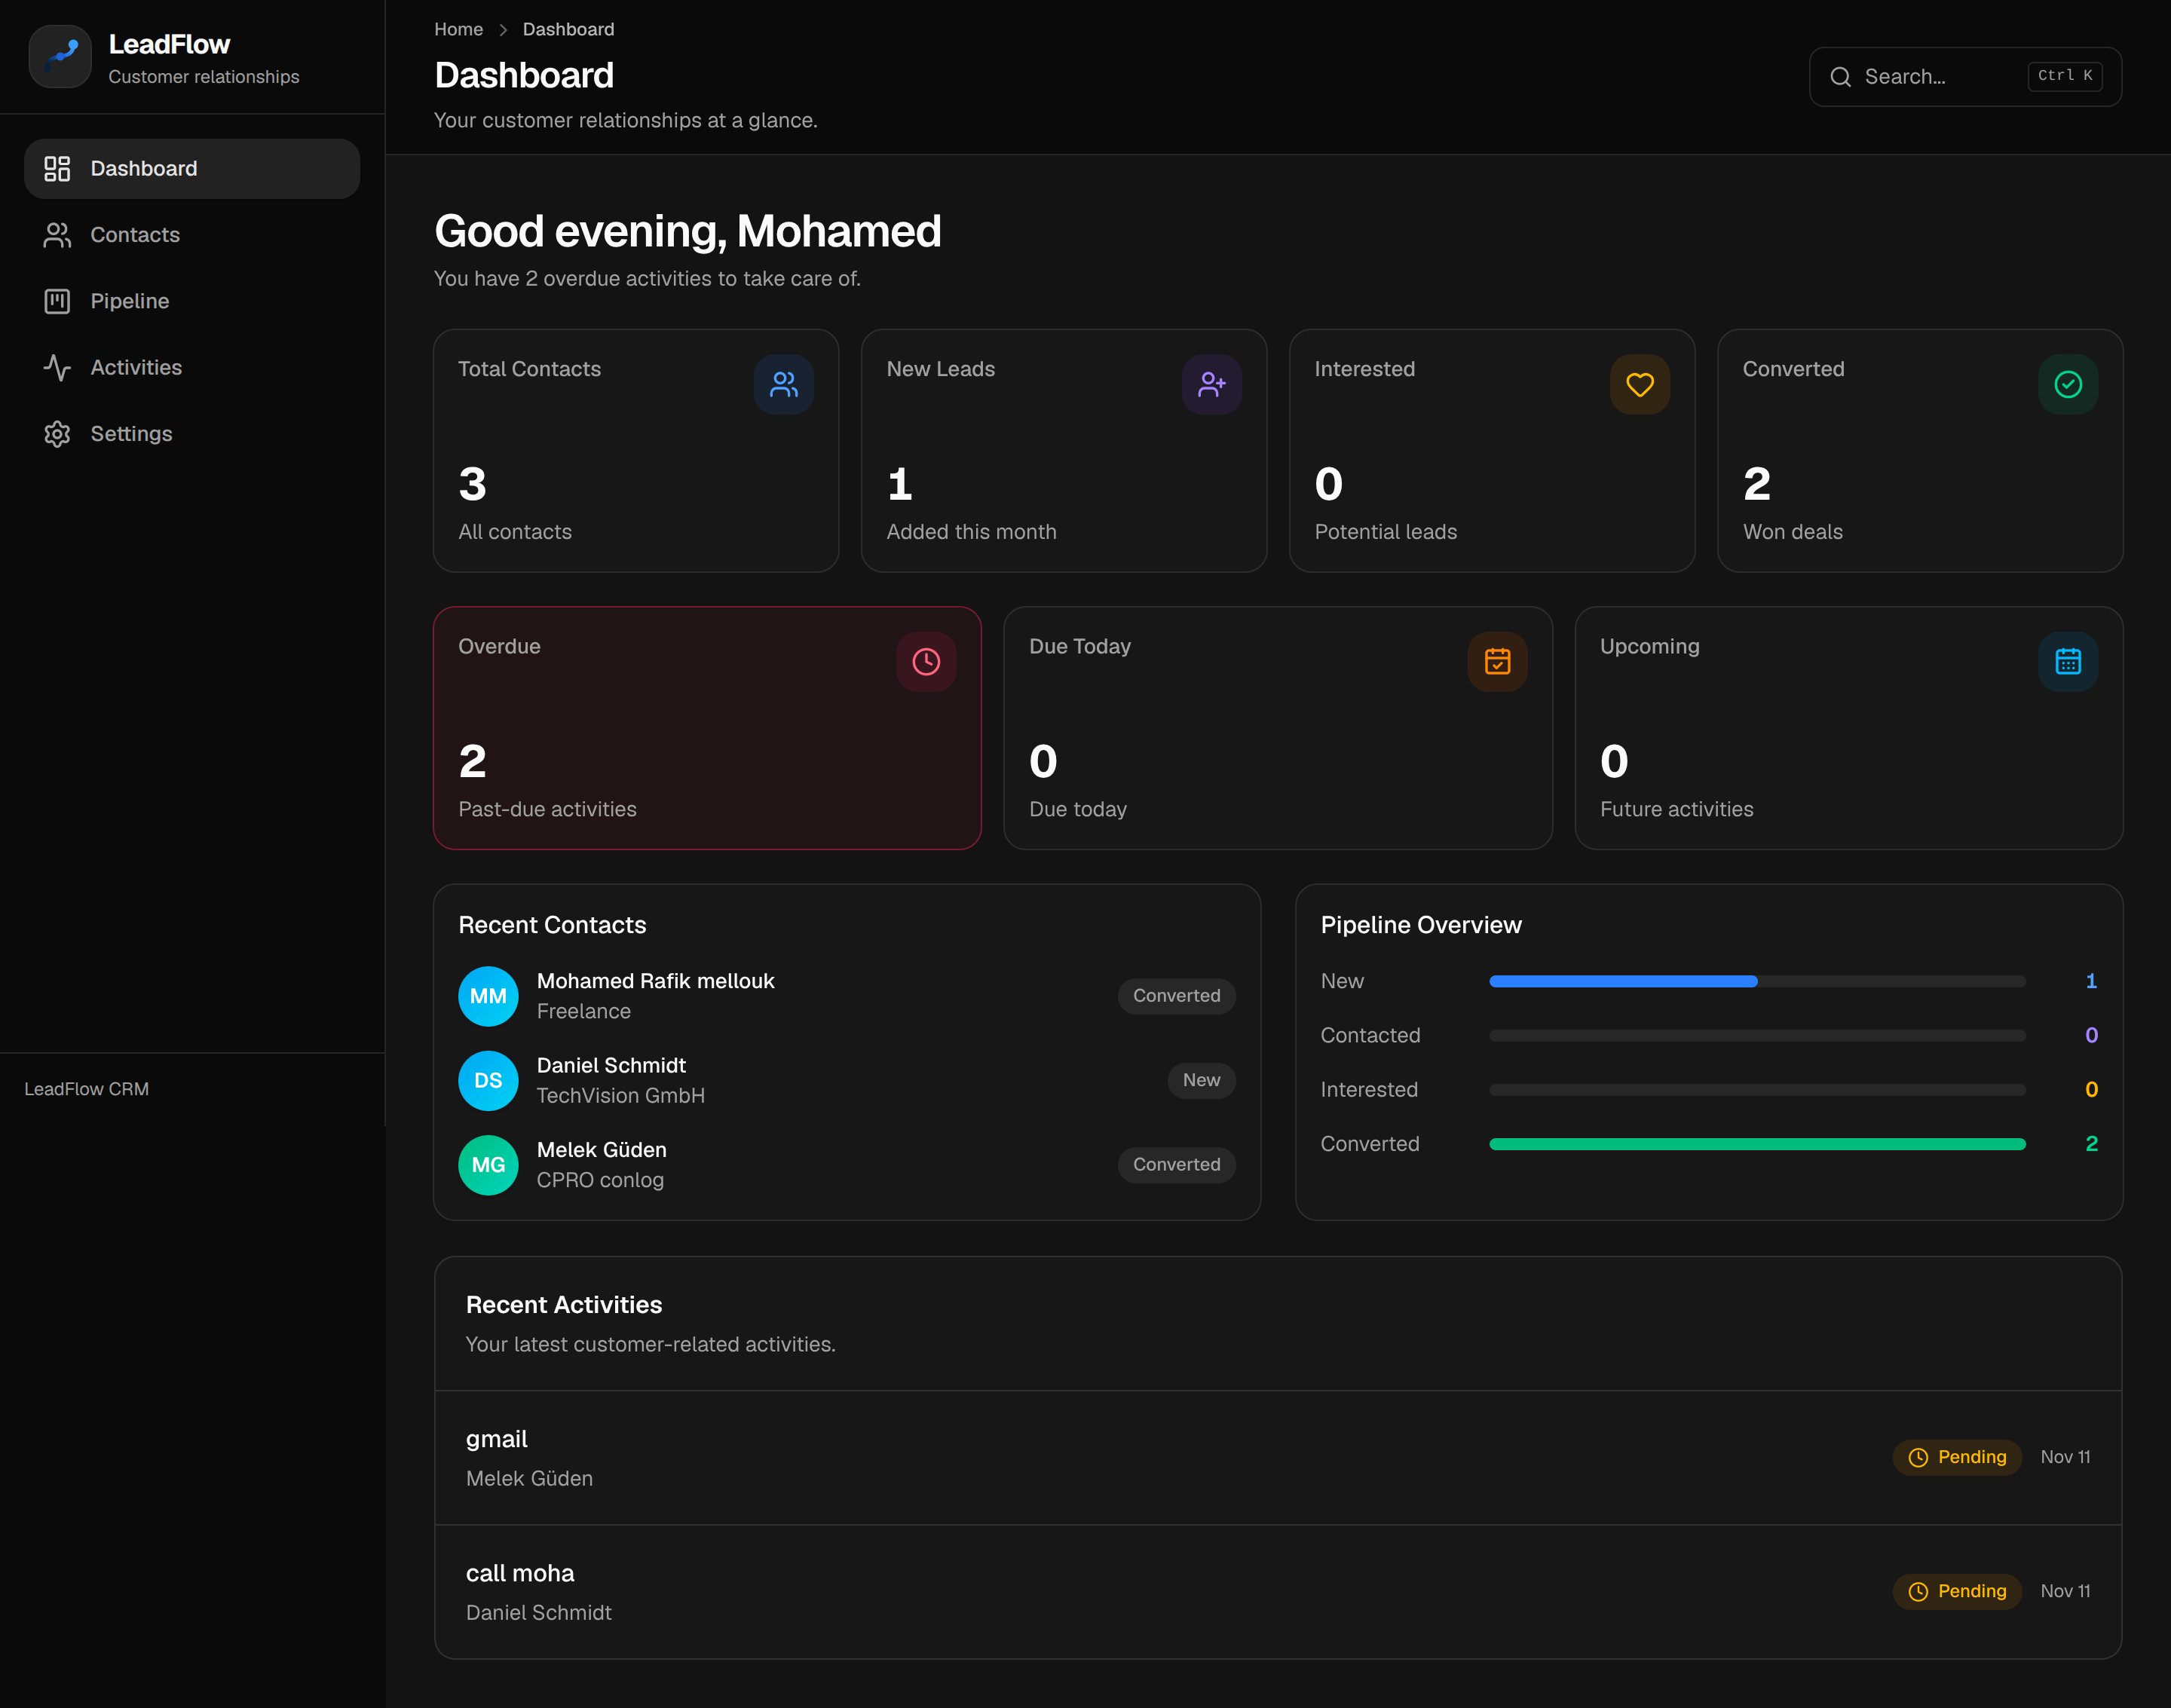 LeadFlow
Customer relationships
Dashboard
Contacts
Pipeline
Activities
Settings
LeadFlow CRM
Home > Dashboard
Dashboard
Your customer relationships at a glance.
Search...
Ctrl K
Good evening, Mohamed
You have 2 overdue activities to take care of.
Total Contacts
3
All contacts
New Leads
1
Added this month
Interested
0
Potential leads
Converted
2
Won deals
Overdue
2
Past-due activities
Due Today
0
Due today
Upcoming
0
Future activities
Recent Contacts
MM
Mohamed Rafik mellouk
Freelance
Converted
DS
Daniel Schmidt
TechVision GmbH
New
MG
Melek Güden
CPRO conlog
Converted
Pipeline Overview
New 1
Contacted 0
Interested 0
Converted 2
Recent Activities
Your latest customer-related activities.
gmail
Melek Güden
Pending Nov 11
call moha
Daniel Schmidt
Pending Nov 11